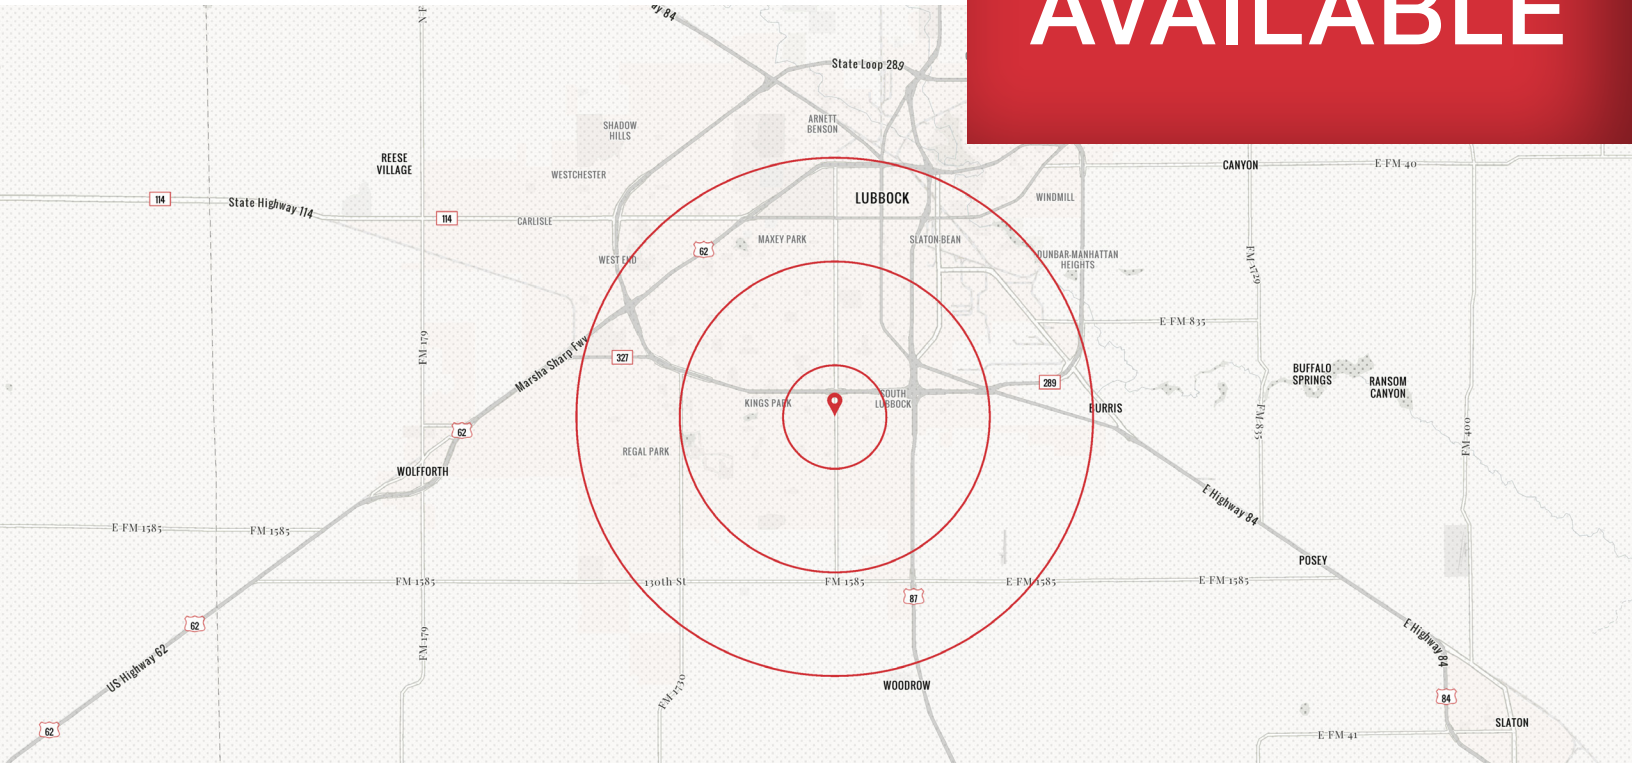 AVAILABLE
ay 84
State Loop 289
SHADOW
HILLS
ARNETT
BENSON
REESE
VILLAGE
CANYON
E FM 40
WESTCHESTER
114
State Highway 114
114
CARLISLE
LUBBOCK
WINDMILL
62
MAXEY PARK
SLATON-BEAN
WEST END
DUNBAR-MANHATTAN
HEIGHTS
FM 1729
FM 179
Marsha Sharp Fwy
327
E FM 835
289
BUFFALO
SPRINGS
RANSOM
CANYON
KINGS PARK
SOUTH
LUBBOCK
BURRIS
FM 835
FM 400
62
REGAL PARK
WOLFFORTH
E Highway 84
E FM 1585
FM 1585
POSEY
FM 1585
130th St
FM 1585
E FM 1585
E FM 1585
87
62
US Highway 62
FM 179
E Highway 84
FM 1730
WOODROW
84
62
SLATON
E FM 41